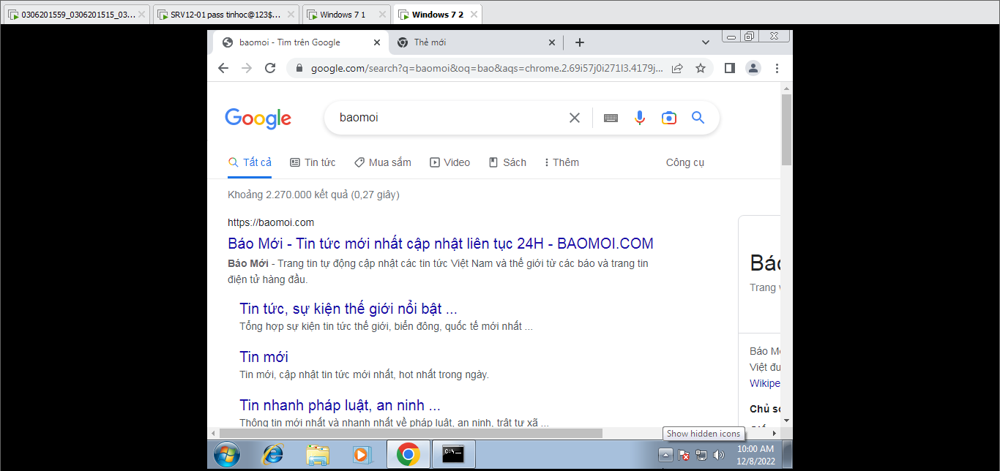 0306201559_0306201515_03... SRV12-01 pass tinhoc@123$... Windows 7 1 Windows 7 2
baomoi - Tìm trên Google Thẻ mới
google.com/search?q=baomoi&oq=bao&aqs=chrome.2.69i57j0i271l3.4179j...
Google baomoi
Tất cả Tin tức Mua sắm Video Sách Thêm Công cụ
Khoảng 2.270.000 kết quả (0,27 giây)
https://baomoi.com
Báo Mới - Tin tức mới nhất cập nhật liên tục 24H - BAOMOI.COM
Báo Mới - Trang tin tự động cập nhật các tin tức Việt Nam và thế giới từ các báo và trang tin
điện tử hàng đầu.
Tin tức, sự kiện thế giới nổi bật ...
Tổng hợp sự kiện tin tức thế giới, biển đông, quốc tế mới nhất ...
Tin mới
Tin mới, cập nhật tin tức mới nhất, hot nhất trong ngày.
Tin nhanh pháp luật, an ninh ...
Thông tin mới nhất và nhanh nhất về pháp luật, an ninh, trật tự xã ...
Báo
Trang
Báo
Việt
Wikipe
Chủ
Show hidden icons
C:\_
10:00 AM
12/8/2022